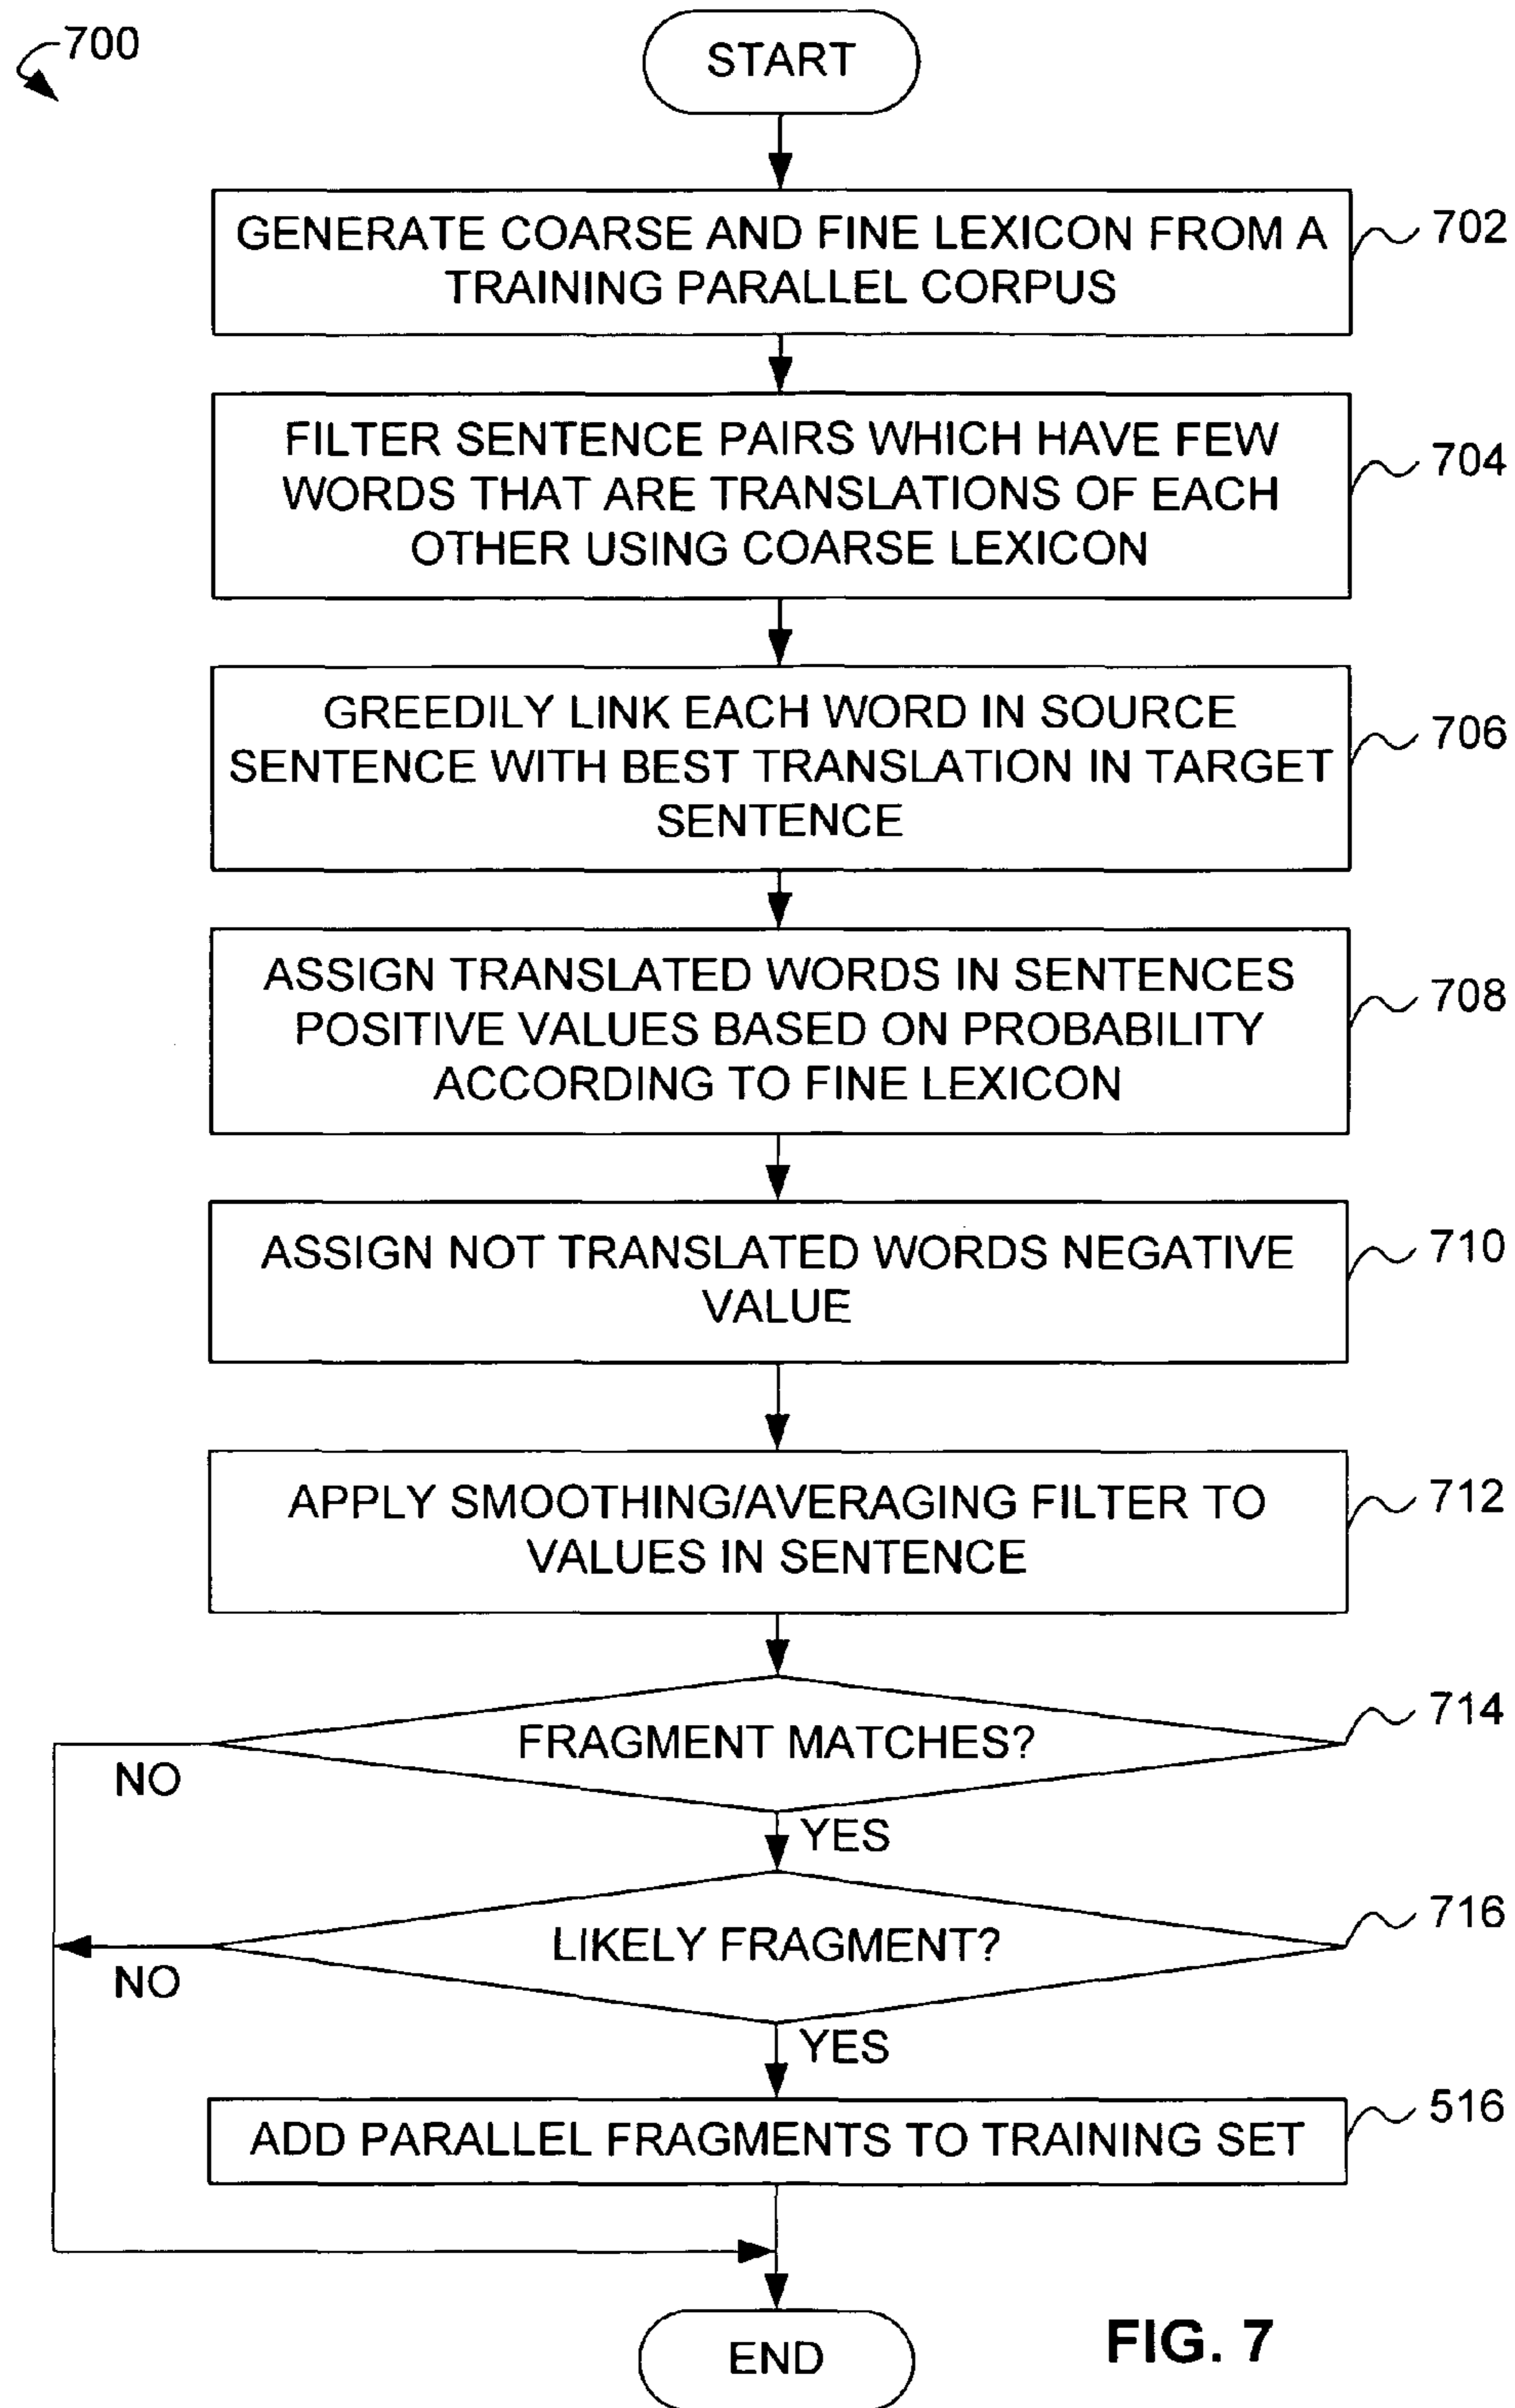 700
START
GENERATE COARSE AND FINE LEXICON FROM A
TRAINING PARALLEL CORPUS
702
FILTER SENTENCE PAIRS WHICH HAVE FEW
WORDS THAT ARE TRANSLATIONS OF EACH
OTHER USING COARSE LEXICON
704
GREEDILY LINK EACH WORD IN SOURCE
SENTENCE WITH BEST TRANSLATION IN TARGET
SENTENCE
706
ASSIGN TRANSLATED WORDS IN SENTENCES
POSITIVE VALUES BASED ON PROBABILITY
ACCORDING TO FINE LEXICON
708
ASSIGN NOT TRANSLATED WORDS NEGATIVE
VALUE
710
APPLY SMOOTHING/AVERAGING FILTER TO
VALUES IN SENTENCE
712
FRAGMENT MATCHES?
714
NO
YES
LIKELY FRAGMENT?
716
NO
YES
ADD PARALLEL FRAGMENTS TO TRAINING SET
516
END
FIG. 7